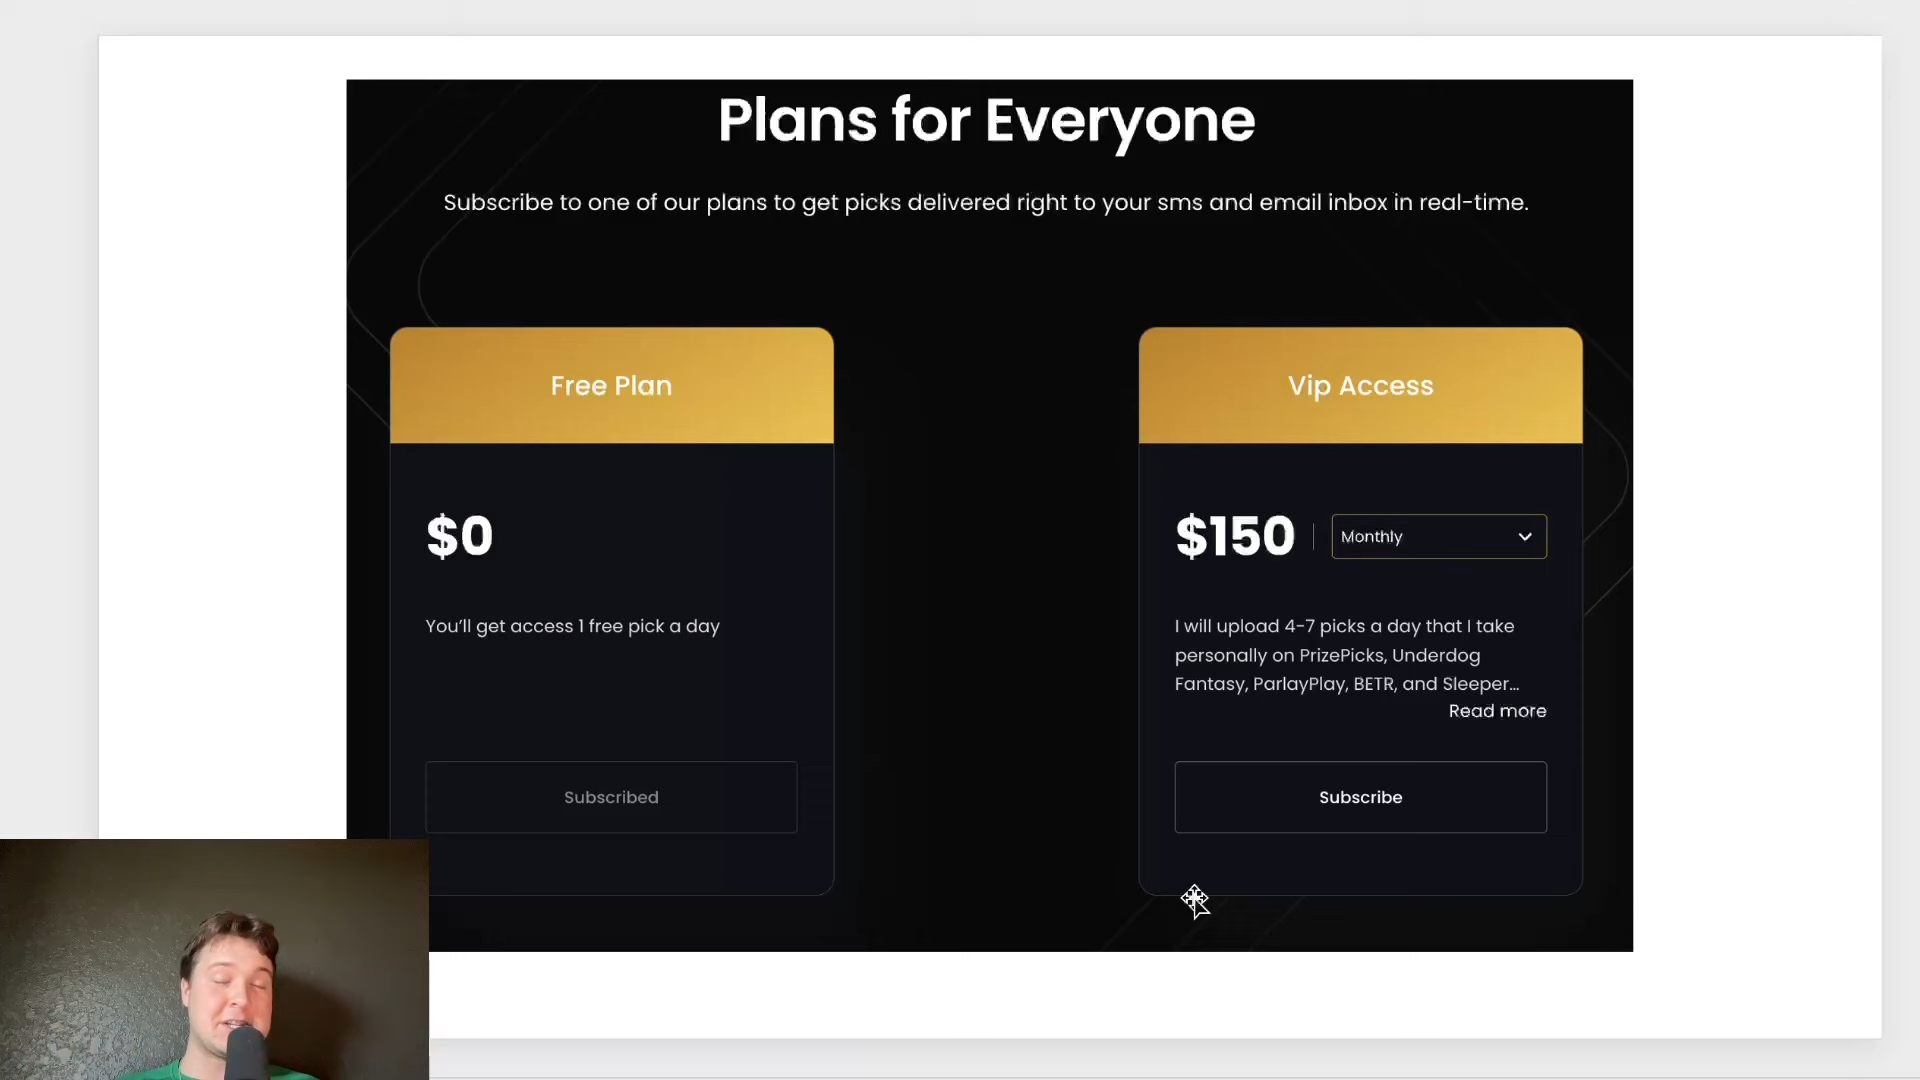 Plans for Everyone
Subscribe to one of our plans to get picks delivered right to your sms and email inbox in real-time.
Free Plan
$0
You'll get access 1 free pick a day
Subscribed
Vip Access
$150
Monthly
I will upload 4-7 picks a day that I take
personally on PrizePicks, Underdog
Fantasy, ParlayPlay, BETR, and Sleeper...
Read more
Subscribe